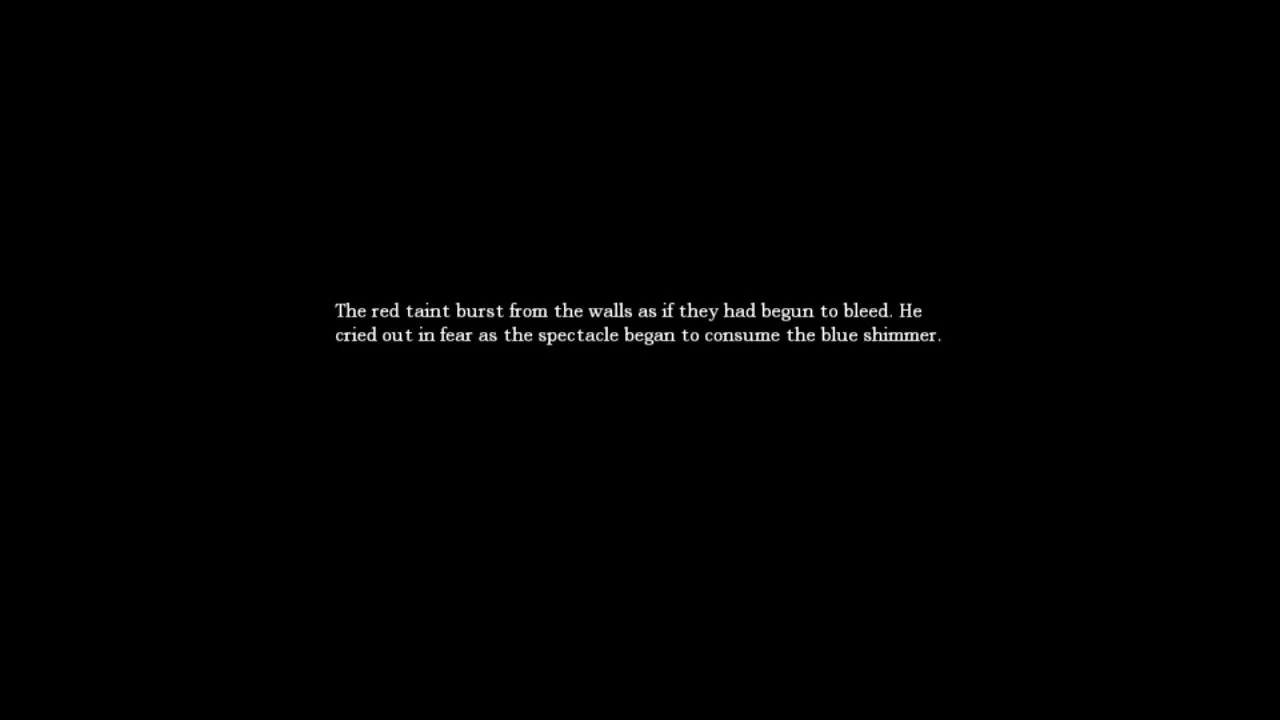 The red taint burst from the walls as if they had begun to bleed. He
cried out in fear as the spectacle began to consume the blue shimmer.